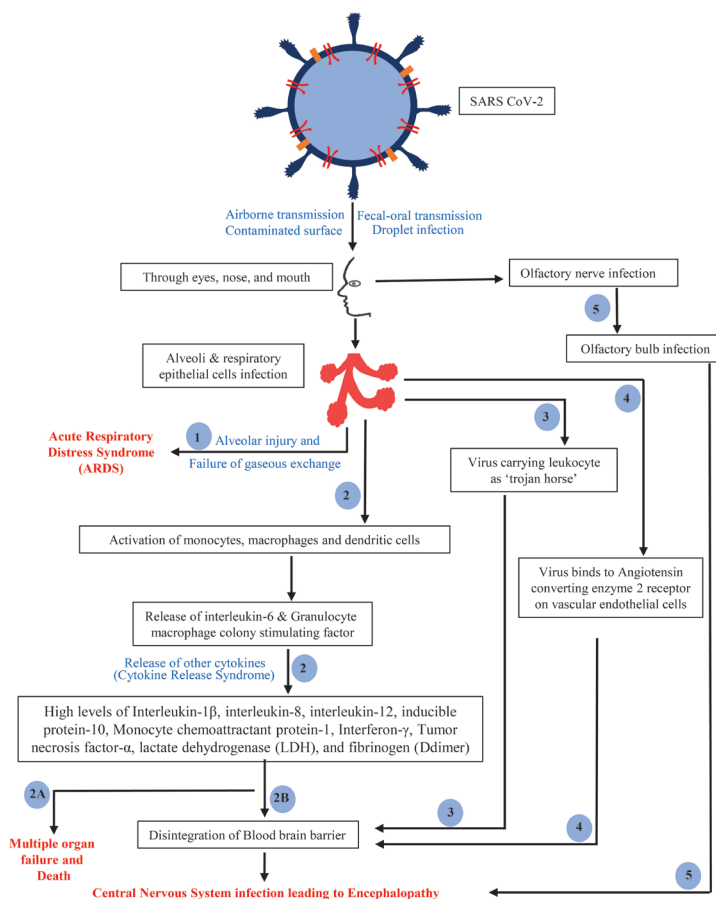 SARS CoV-2
Airborne transmission
Contaminated surface
Fecal-oral transmission
Droplet infection
Through eyes, nose, and mouth
Olfactory nerve infection
5
Olfactory bulb infection
Alveoli & respiratory
epithelial cells infection
4
3
1
Acute Respiratory
Distress Syndrome
(ARDS)
Alveolar injury and
Failure of gaseous exchange
Virus carrying leukocyte
as ‘trojan horse’
2
Activation of monocytes, macrophages and dendritic cells
Virus binds to Angiotensin
converting enzyme 2 receptor
on vascular endothelial cells
Release of interleukin-6 & Granulocyte
macrophage colony stimulating factor
Release of other cytokines
(Cytokine Release Syndrome)
2
High levels of Interleukin-1β, interleukin-8, interleukin-12, inducible
protein-10, Monocyte chemoattractant protein-1, Interferon-γ, Tumor
necrosis factor-α, lactate dehydrogenase (LDH), and fibrinogen (Ddimer)
2A
2B
3
4
Multiple organ
failure and
Death
Disintegration of Blood brain barrier
5
Central Nervous System infection leading to Encephalopathy